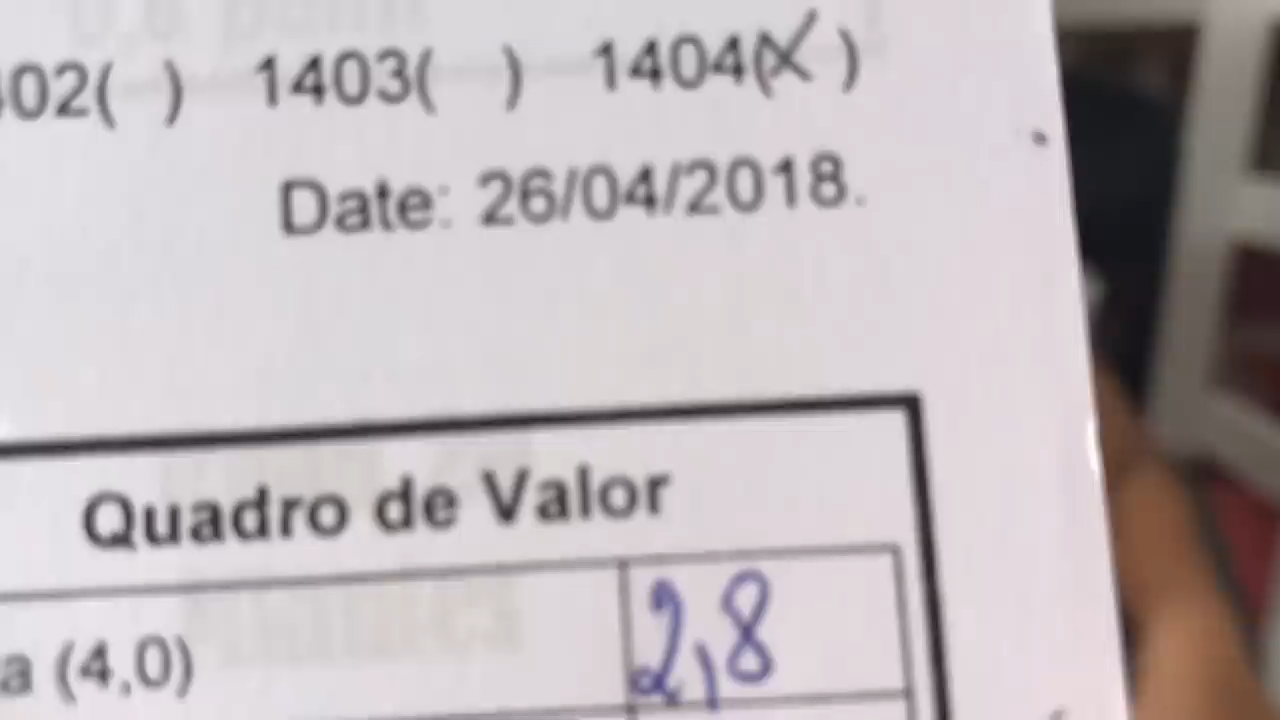 02( ) 1403( ) 1404(X)
Date: 26/04/2018.
Quadro de Valor
a (4,0) 2,8